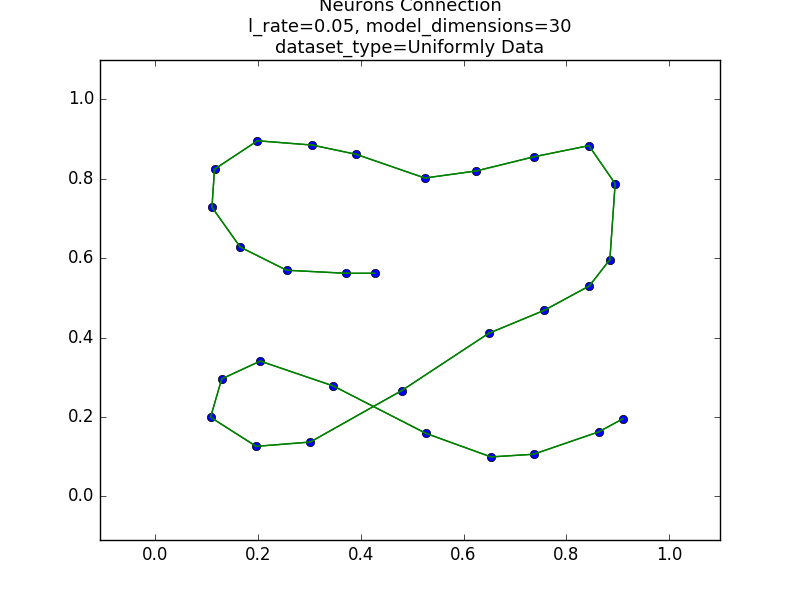 Neurons Connection
l_rate=0.05, model_dimensions=30
dataset_type=Uniformly Data
1.0
0.8
0.6
0.4
0.2
0.0
0.0 0.2 0.4 0.6 0.8 1.0